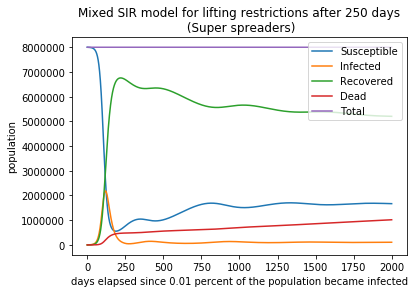 Mixed SIR model for lifting restrictions after 250 days
(Super spreaders)
Susceptible
Infected
Recovered
Dead
Total
population
8000000
7000000
6000000
5000000
4000000
3000000
2000000
1000000
0
0 250 500 750 1000 1250 1500 1750 2000
days elapsed since 0.01 percent of the population became infected